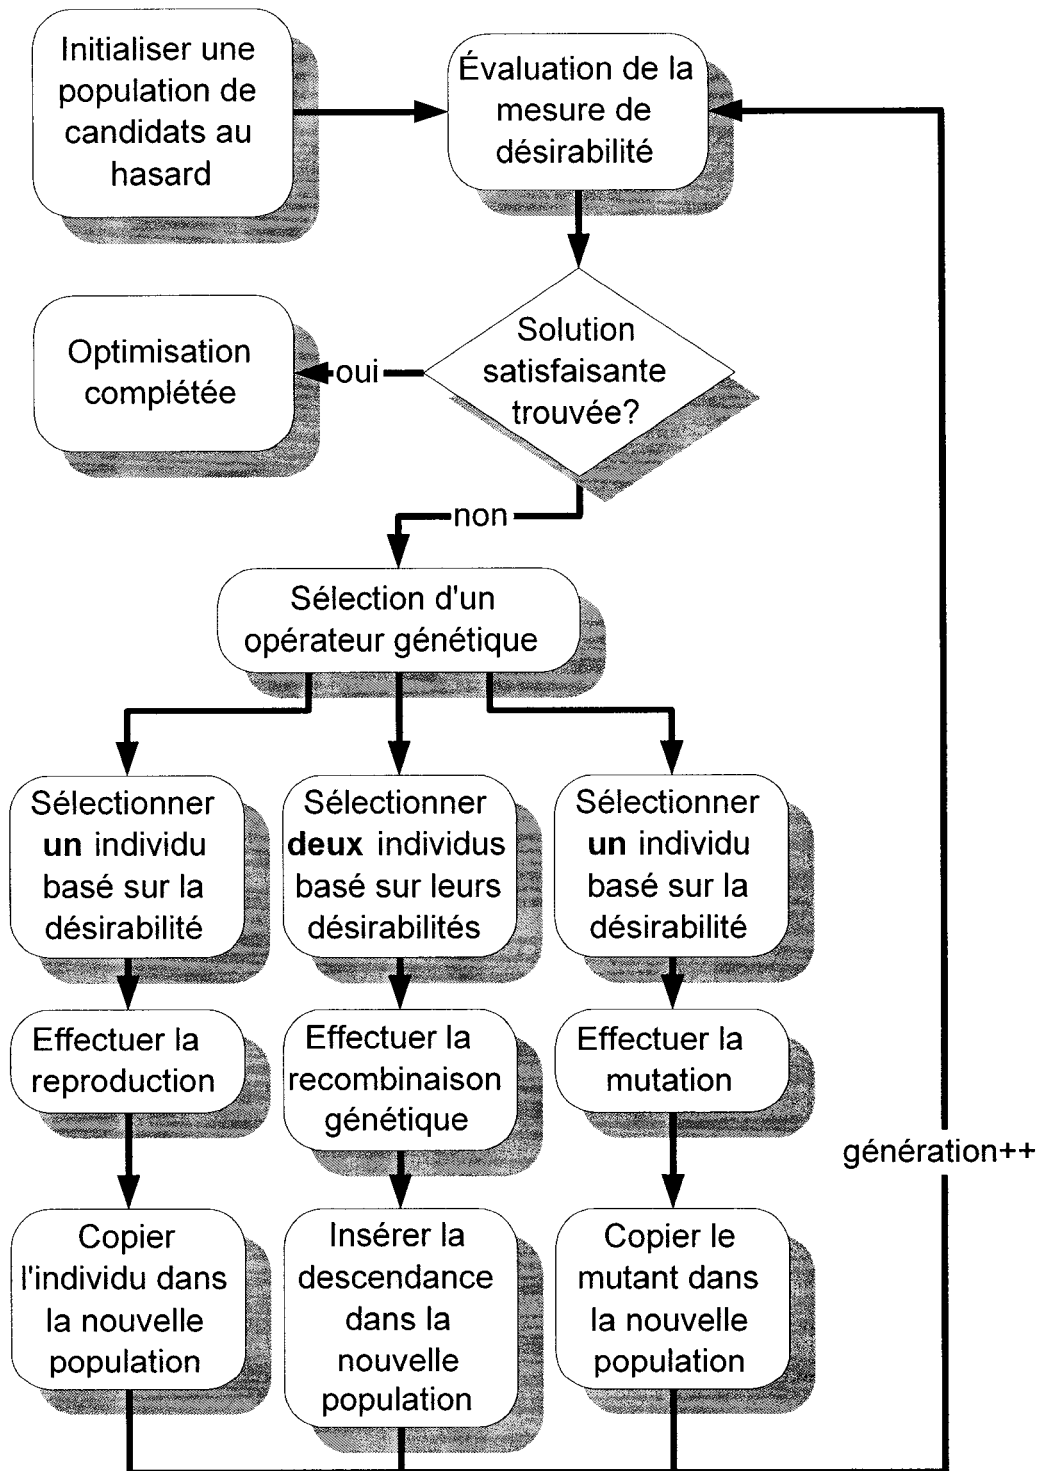 Initialiser une
population de
candidats au
hasard
Évaluation de la
mesure de
désirabilité
Optimisation
complétée
oui
Solution
satisfaisante
trouvée?
non
Sélection d'un
opérateur génétique
Sélectionner
un individu
basé sur la
désirabilité
Sélectionner
deux individus
basé sur leurs
désirabilités
Sélectionner
un individu
basé sur la
désirabilité
Effectuer la
reproduction
Effectuer la
recombinaison
génétique
Effectuer la
mutation
génération++
Copier
l'individu dans
la nouvelle
population
Insérer la
descendance
dans la
nouvelle
population
Copier le
mutant dans
la nouvelle
population